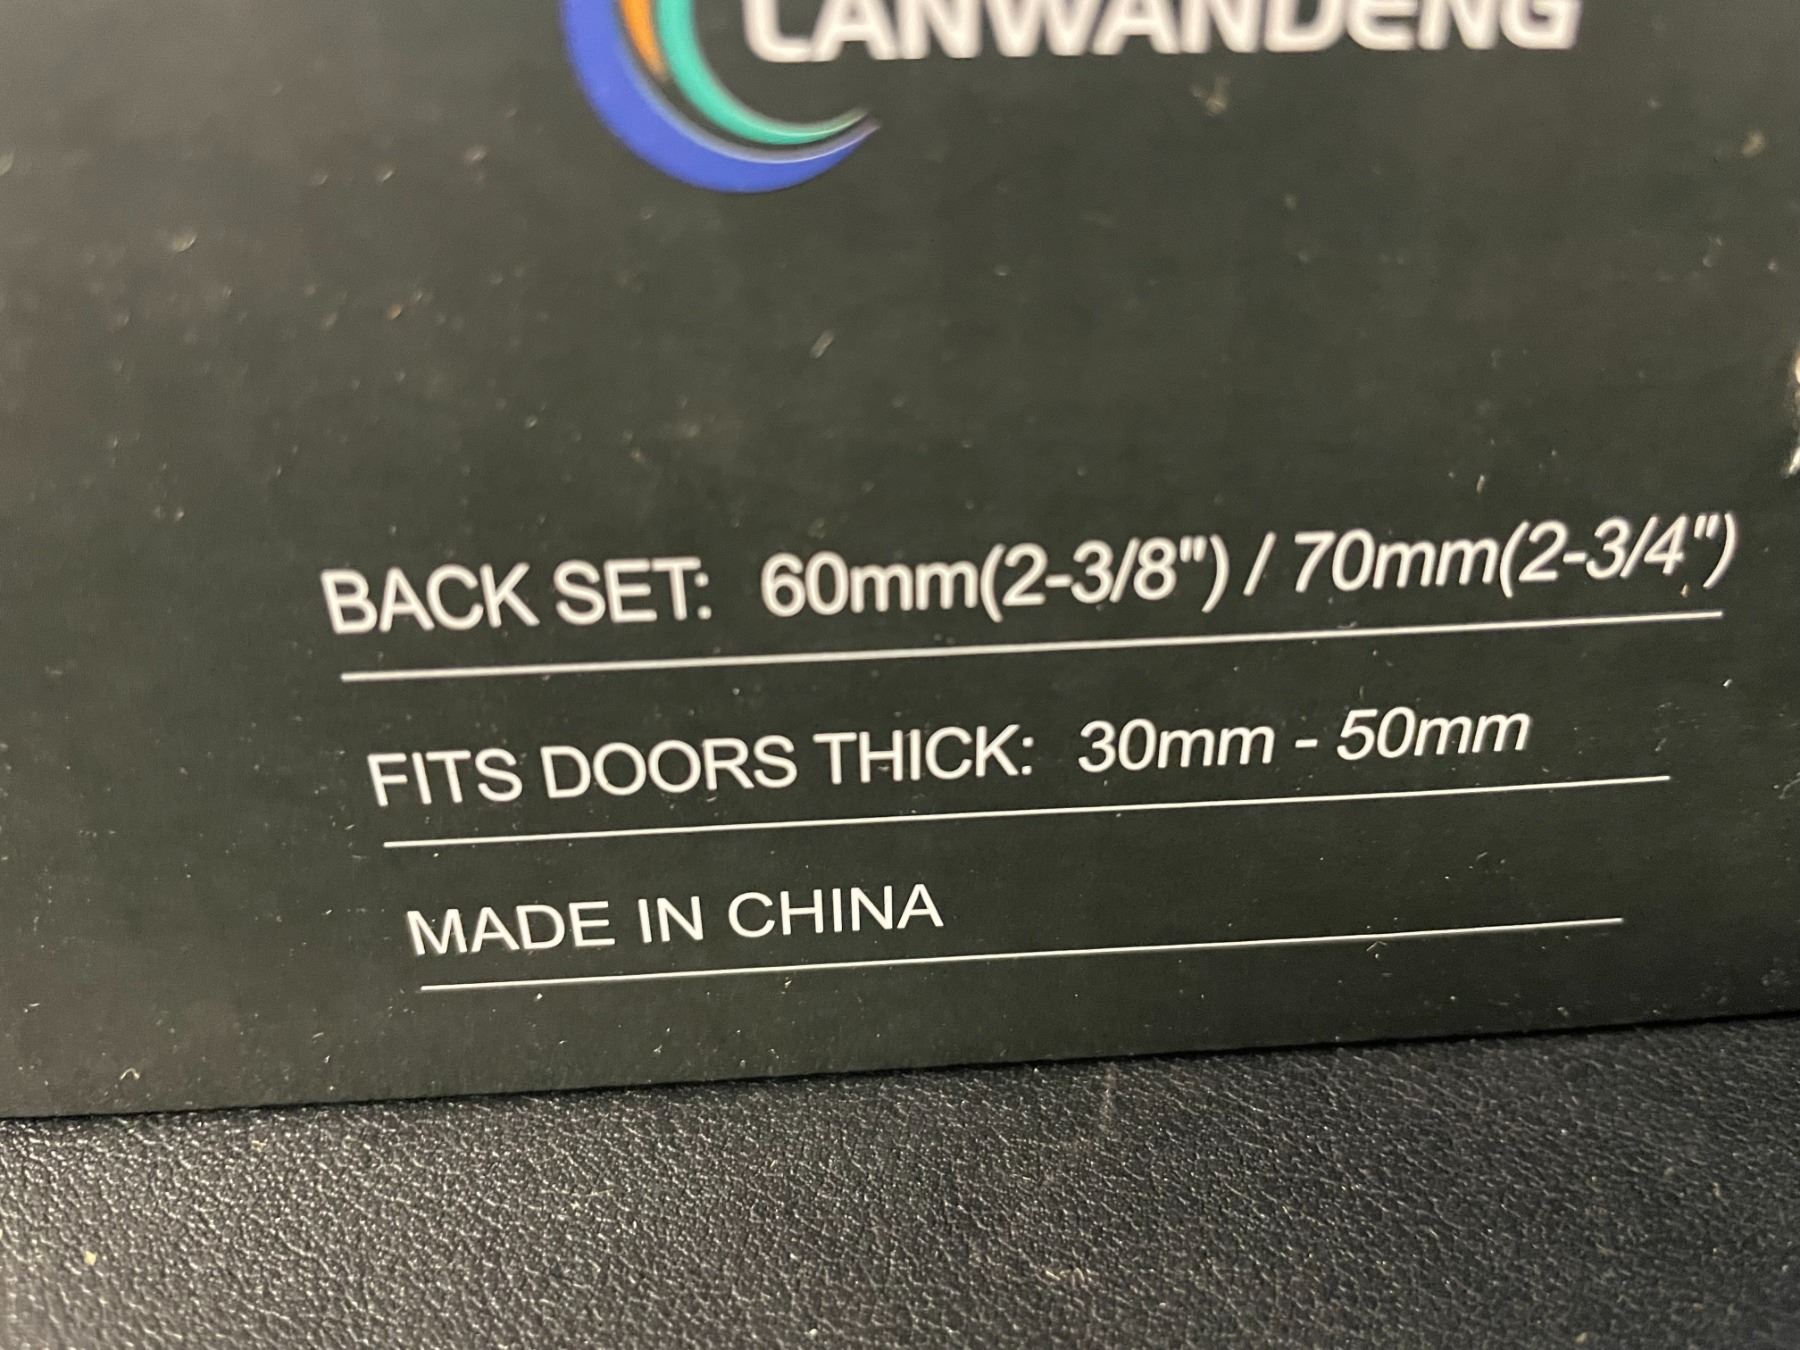 LANWANDENG
BACK SET: 60mm(2-3/8") / 70mm(2-3/4")
FITS DOORS THICK: 30mm - 50mm
MADE IN CHINA